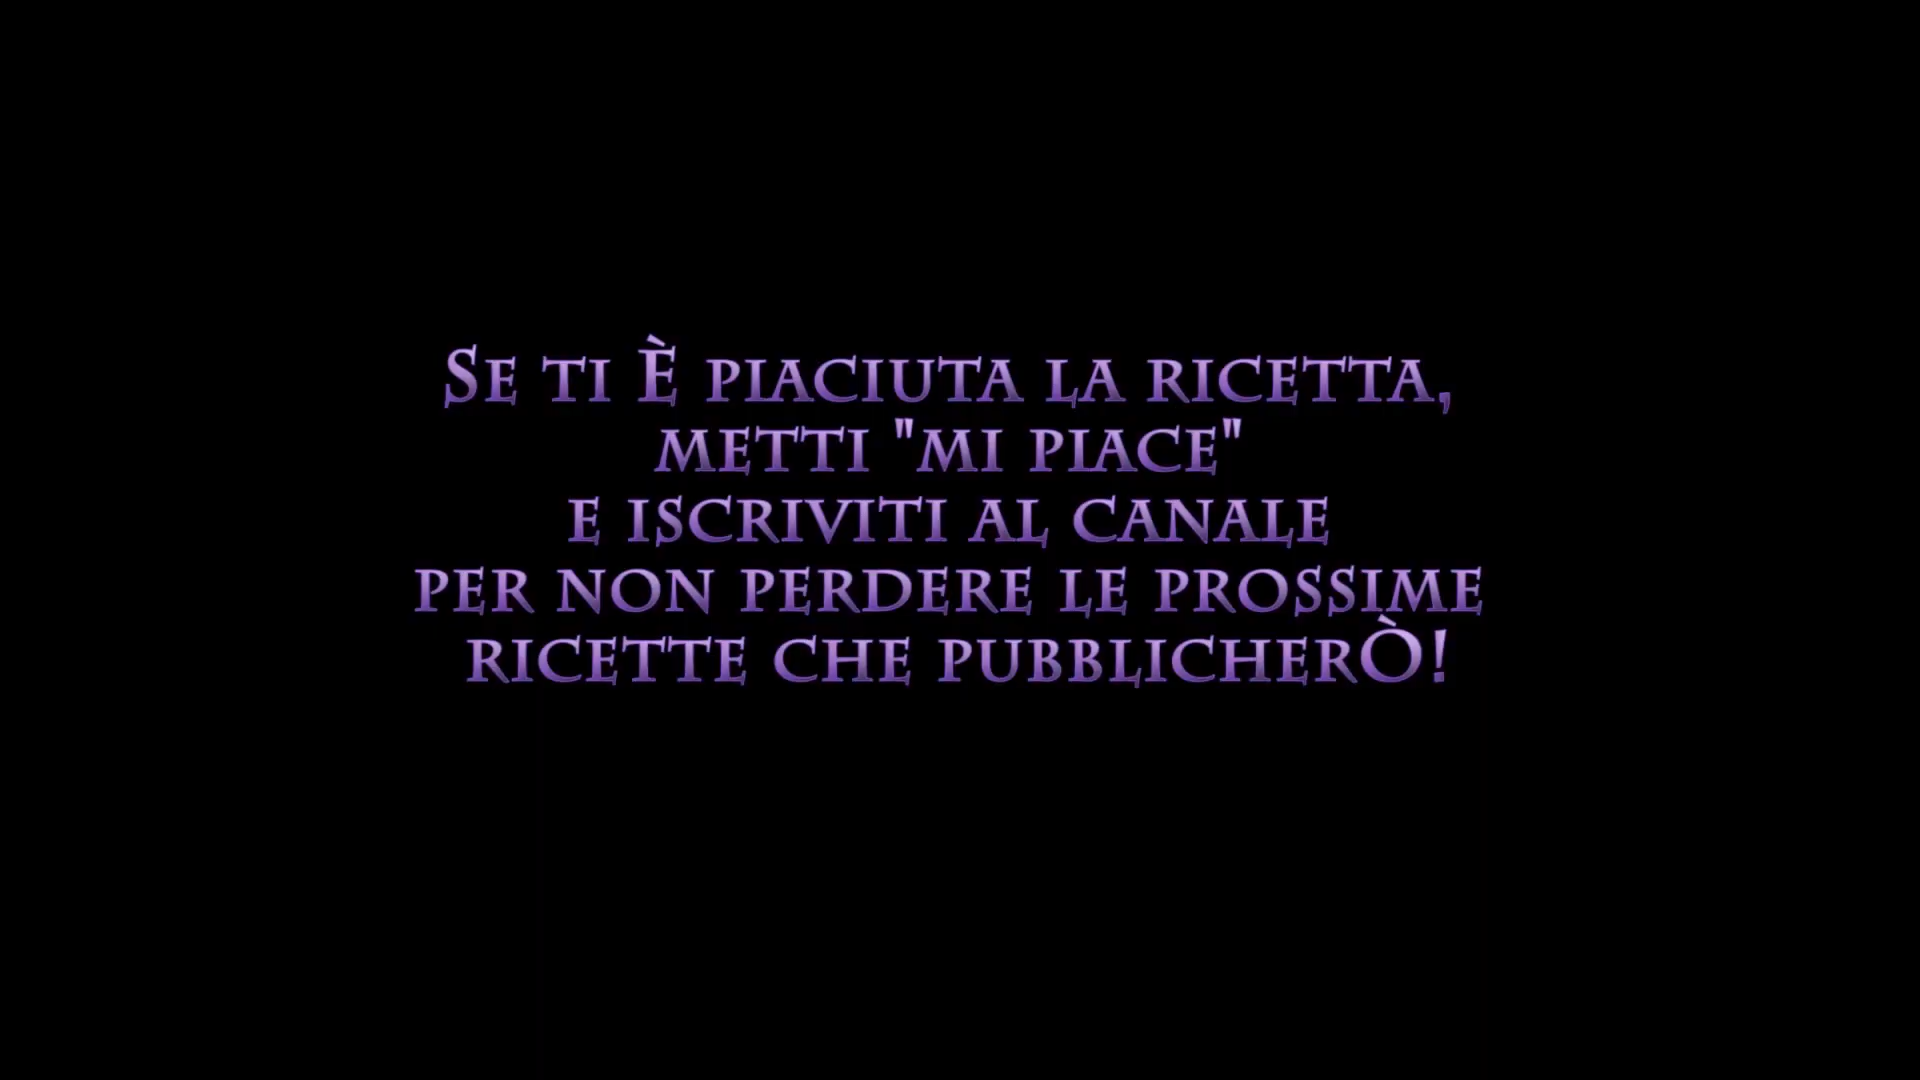 Se ti È piaciuta la ricetta,
metti "mi piace"
e iscriviti al canale
per non perdere le prossime
ricette che pubblicherÒ!